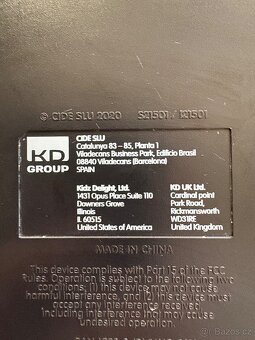 © CIDE SLU 2020 S21501 / 121501
KD
GROUP
CIDE SLU
Catalunya 83 – 85, Planta 1
Viladecans Business Park, Edificio Brasil
08840 Viladecans (Barcelona)
SPAIN
Kidz Delight, Ltd.
1431 Opus Place Suite 110
Downers Grove
Illinois
IL 60515
United States of America
KD UK Ltd.
Cardinal point
Park Road,
Rickmansworth
WD31RE
United Kingdom
MADE IN CHINA
This device complies with Part 15 of the FCC
Rules. Operation is subject to the following two
conditions: (1) this device may not cause
harmful interference, and (2) this device
must accept any interference received,
including interference that may cause
undesired operation.